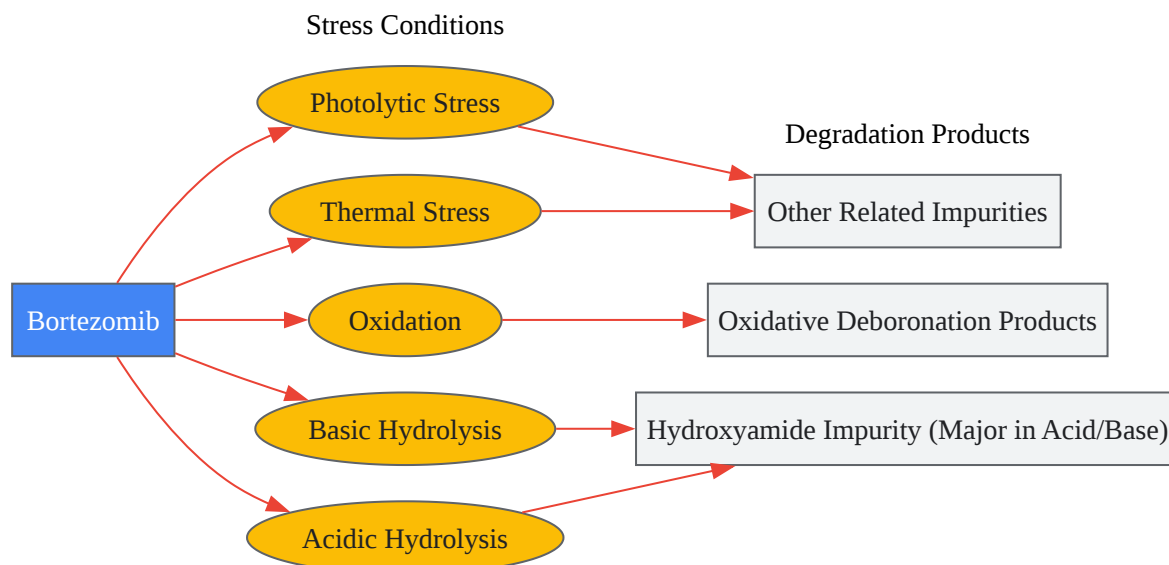 Stress Conditions
Photolytic Stress
Degradation Products
Thermal Stress
Other Related Impurities
Bortezomib
Oxidation
Oxidative Deboronation Products
Basic Hydrolysis
Hydroxyamide Impurity (Major in Acid/Base)
Acidic Hydrolysis